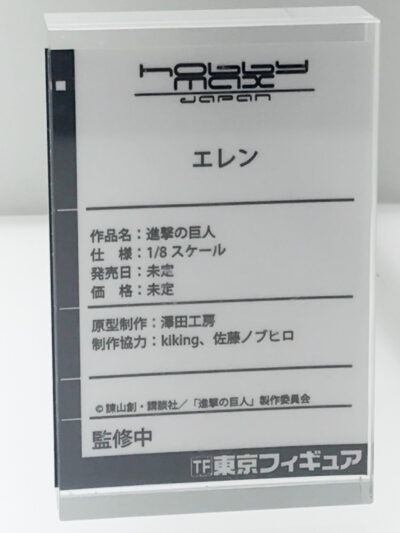 hobby
max
JAPAN
エレン
作品名：進撃の巨人
仕　様：1/8 スケール
発売日：未定
価　格：未定
原型制作：澤田工房
制作協力：kiking、佐藤ノブヒロ
©諫山創・講談社／「進撃の巨人」製作委員会
監修中
TF 東京フィギュア